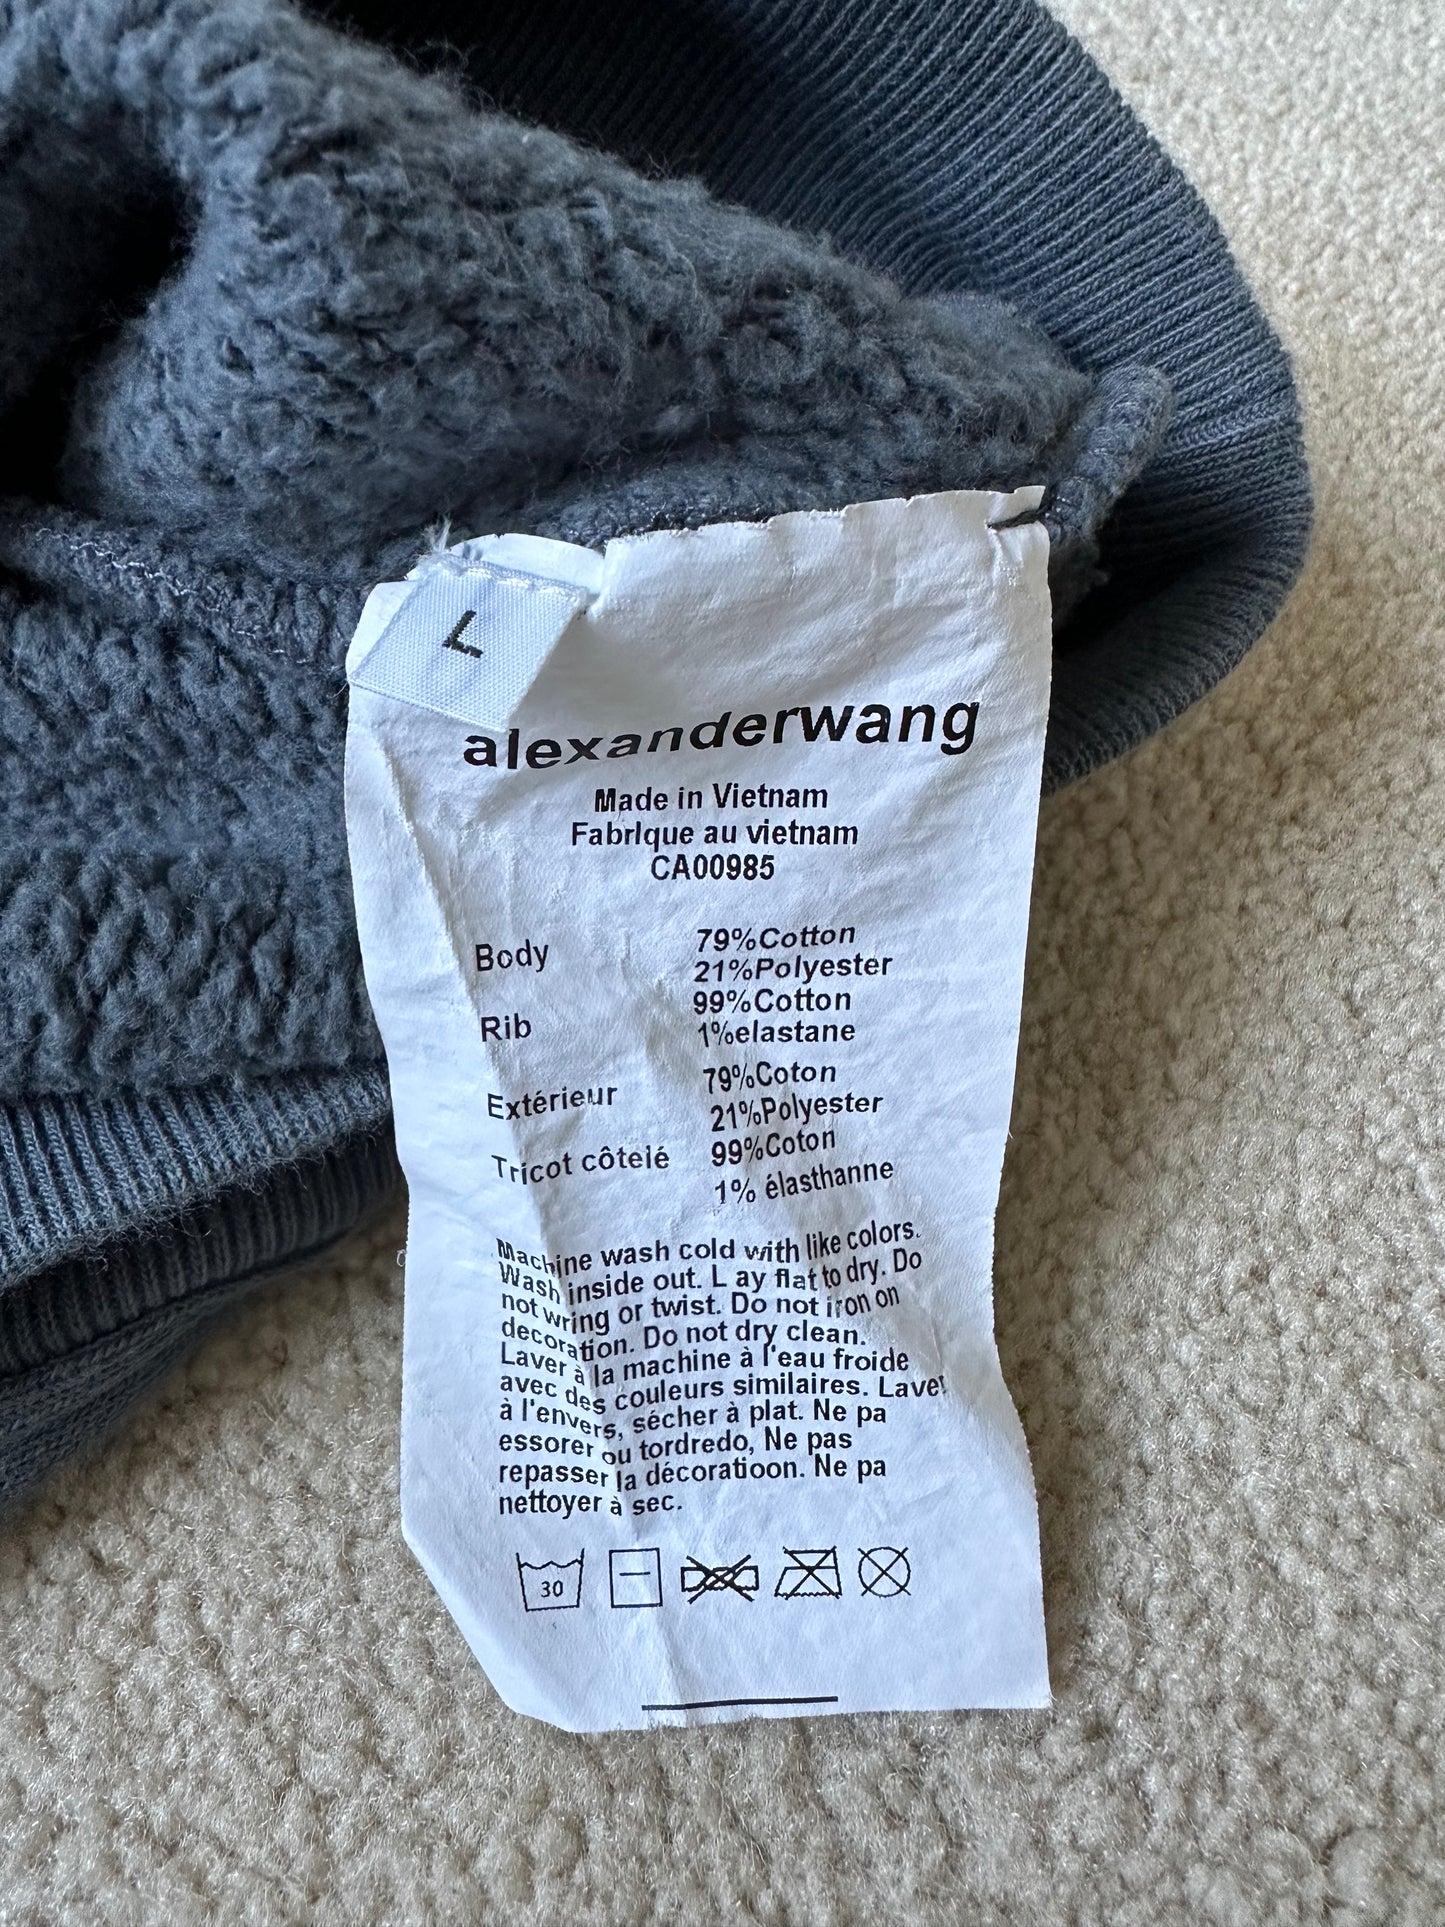 L
alexanderwang
Made in Vietnam
FabrIque au vietnam
CA00985
Body
79%Cotton
21%Polyester
Rib
99%Cotton
1%elastane
Extérieur
79%Coton
21%Polyester
Tricot côtelé
99%Coton
1% élasthanne
Machine wash cold with like colors.
Wash inside out. L ay flat to dry. Do
not wring or twist. Do not iron on
decoration. Do not dry clean.
Laver à la machine à l'eau froide
avec des couleurs similaires. Laver
à l'envers, sécher à plat. Ne pa
essorer ou tordredo, Ne pas
repasser la décoratioon. Ne pa
nettoyer à sec.
30